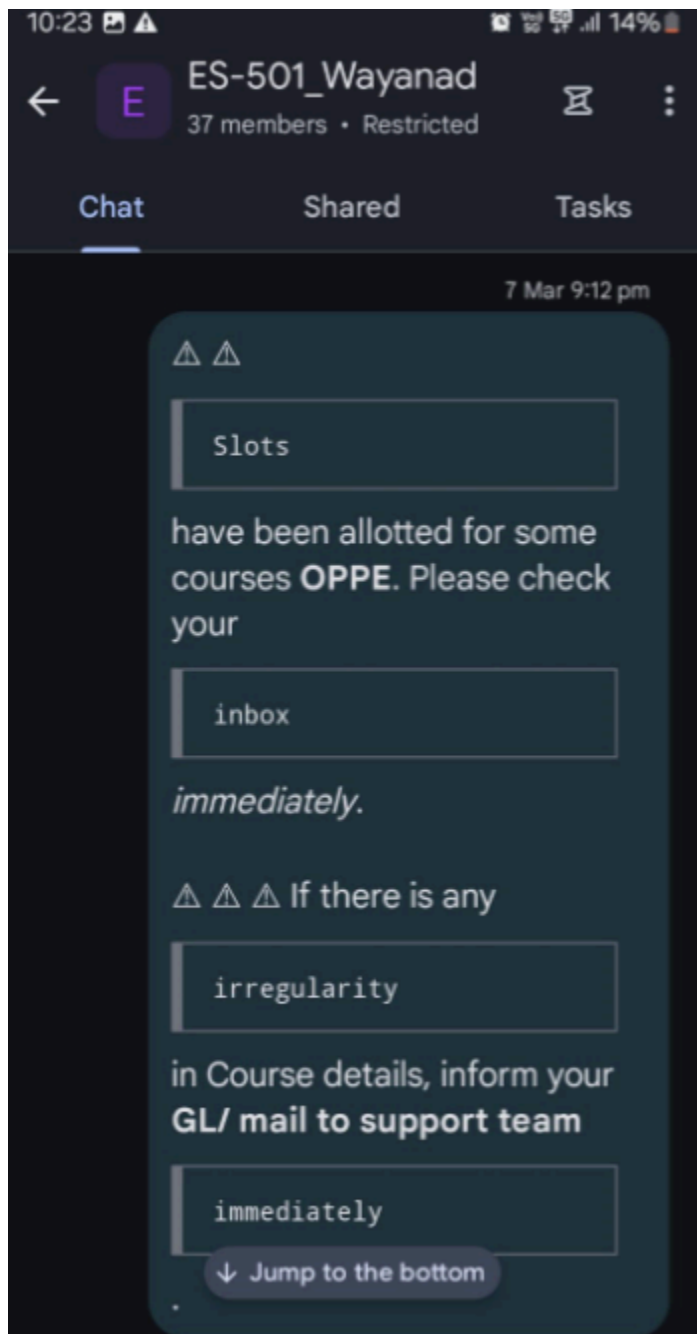 10:23 14%
E
ES-501_Wayanad
37 members • Restricted
Chat Shared Tasks
7 Mar 9:12 pm
⚠ ⚠
Slots
have been allotted for some
courses OPPE. Please check
your
inbox
immediately.
⚠ ⚠ ⚠ If there is any
irregularity
in Course details, inform your
GL/ mail to support team
immediately
↓ Jump to the bottom
.